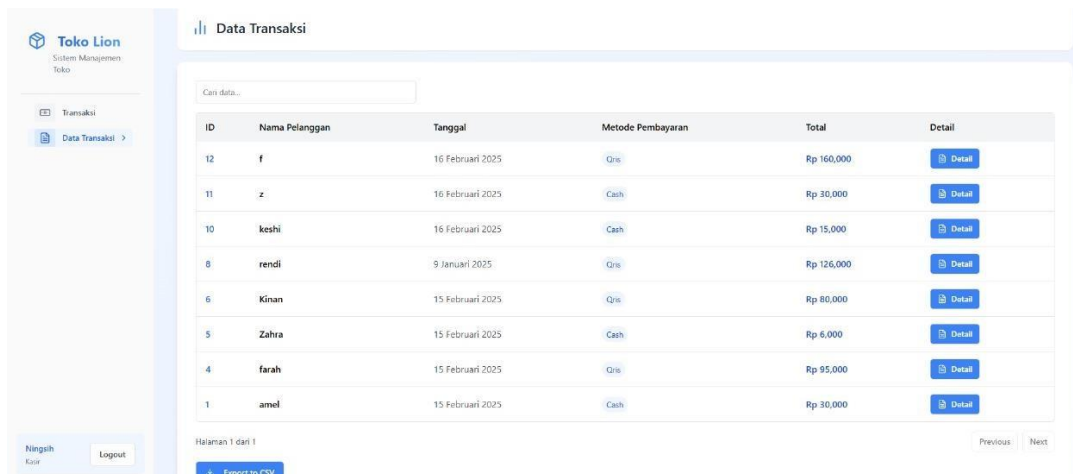 Toko Lion
Sistem Manajemen
Toko
Transaksi
Data Transaksi >
Ningsih
Kasir
Logout
Data Transaksi
Cari data...
ID Nama Pelanggan Tanggal Metode Pembayaran Total Detail
12 f 16 Februari 2025 Qris Rp 160,000 Detail
11 z 16 Februari 2025 Cash Rp 30,000 Detail
10 keshi 16 Februari 2025 Cash Rp 15,000 Detail
8 rendi 9 Januari 2025 Qris Rp 126,000 Detail
6 Kinan 15 Februari 2025 Qris Rp 80,000 Detail
5 Zahra 15 Februari 2025 Cash Rp 6,000 Detail
4 farah 15 Februari 2025 Qris Rp 95,000 Detail
1 amel 15 Februari 2025 Cash Rp 30,000 Detail
Halaman 1 dari 1 Previous Next
Export to CSV